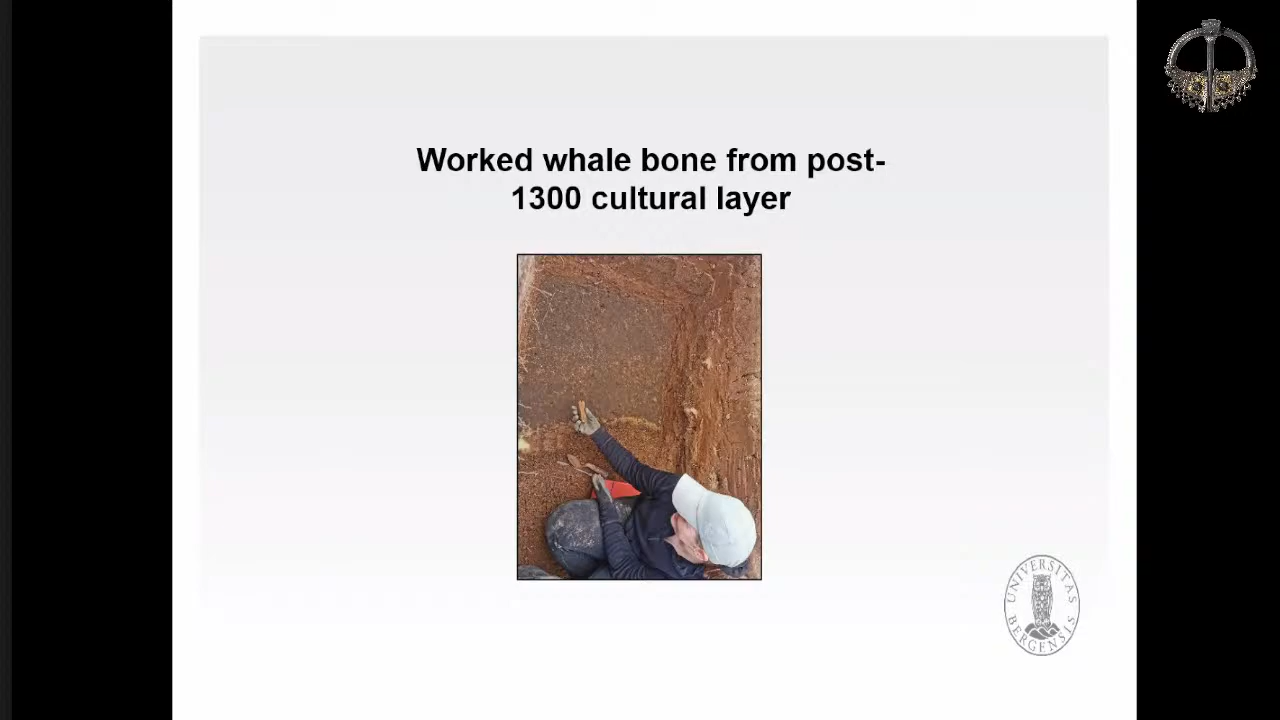 Worked whale bone from post-
1300 cultural layer
UNIVERSITAS
BERGENSIS